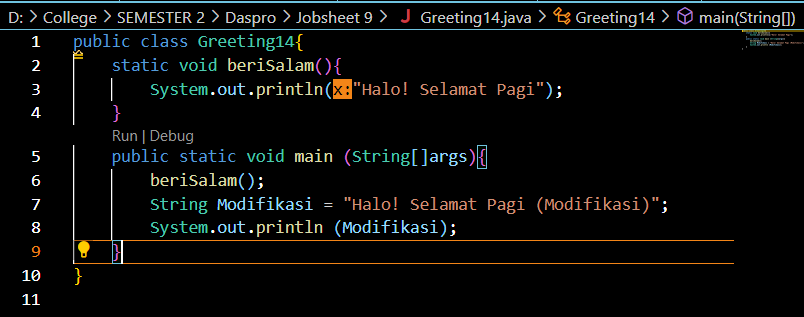 D: > College > SEMESTER 2 > Daspro > Jobsheet 9 > J Greeting14.java > Greeting14 > main(String[])
1 public class Greeting14{
2 static void beriSalam(){
3 System.out.println(x:"Halo! Selamat Pagi");
4 }
Run | Debug
5 public static void main (String[]args){
6 beriSalam();
7 String Modifikasi = "Halo! Selamat Pagi (Modifikasi)";
8 System.out.println (Modifikasi);
9 }
10 }
11